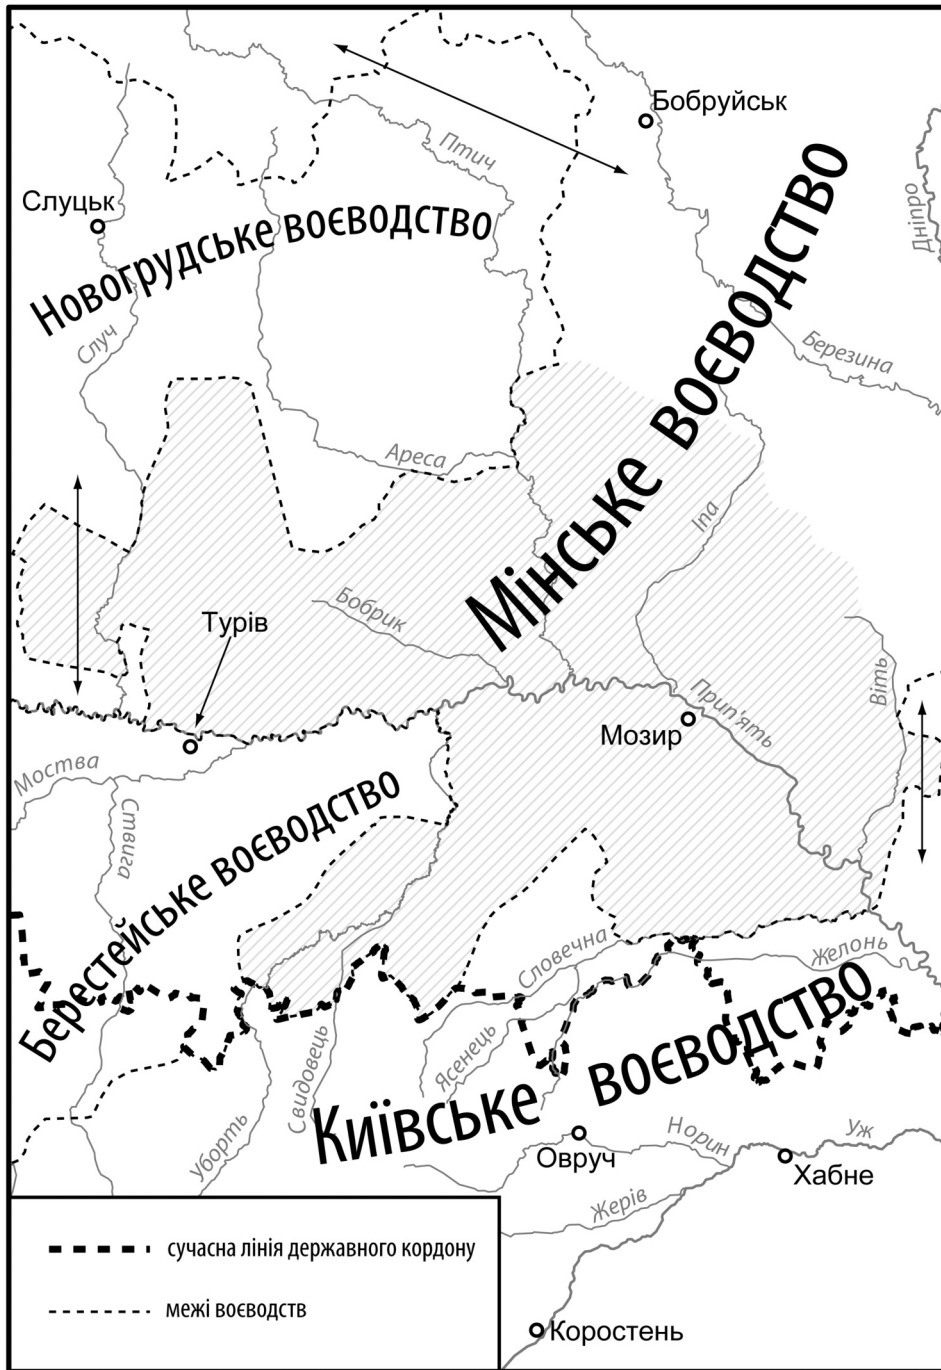 Бобруйськ
Птич
Дніпро
Слуцьк
Новогрудське воєводство
Случ
Березина
Мінське воєводство
Ареса
Іпа
Бобрик
Турів
Віть
Прип'ять
Мозир
Моства
Ствига
Берестейське воєводство
Словечна
Желонь
Ясенець
Свидовець
Київське воєводство
Уборть
Овруч
Норин
Уж
Хабне
Жерів
сучасна лінія державного кордону
межі воєводств
Коростень